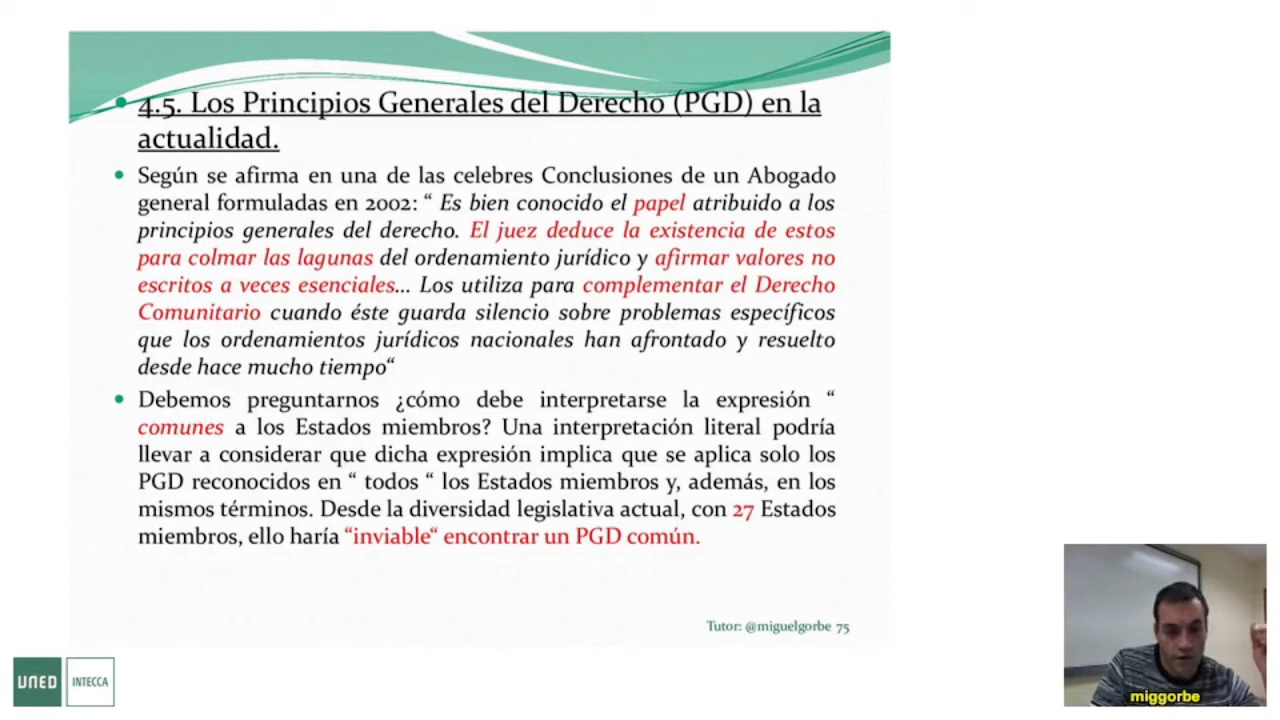 4.5. Los Principios Generales del Derecho (PGD) en la
actualidad.
Según se afirma en una de las celebres Conclusiones de un Abogado
general formuladas en 2002: “ Es bien conocido el papel atribuido a los
principios generales del derecho. El juez deduce la existencia de estos
para colmar las lagunas del ordenamiento jurídico y afirmar valores no
escritos a veces esenciales... Los utiliza para complementar el Derecho
Comunitario cuando éste guarda silencio sobre problemas específicos
que los ordenamientos jurídicos nacionales han afrontado y resuelto
desde hace mucho tiempo“
Debemos preguntarnos ¿cómo debe interpretarse la expresión “
comunes a los Estados miembros? Una interpretación literal podría
llevar a considerar que dicha expresión implica que se aplica solo los
PGD reconocidos en “ todos “ los Estados miembros y, además, en los
mismos términos. Desde la diversidad legislativa actual, con 27 Estados
miembros, ello haría “inviable“ encontrar un PGD común.
Tutor: @miguelgorbe 75
UNED INTECCA
miggorbe